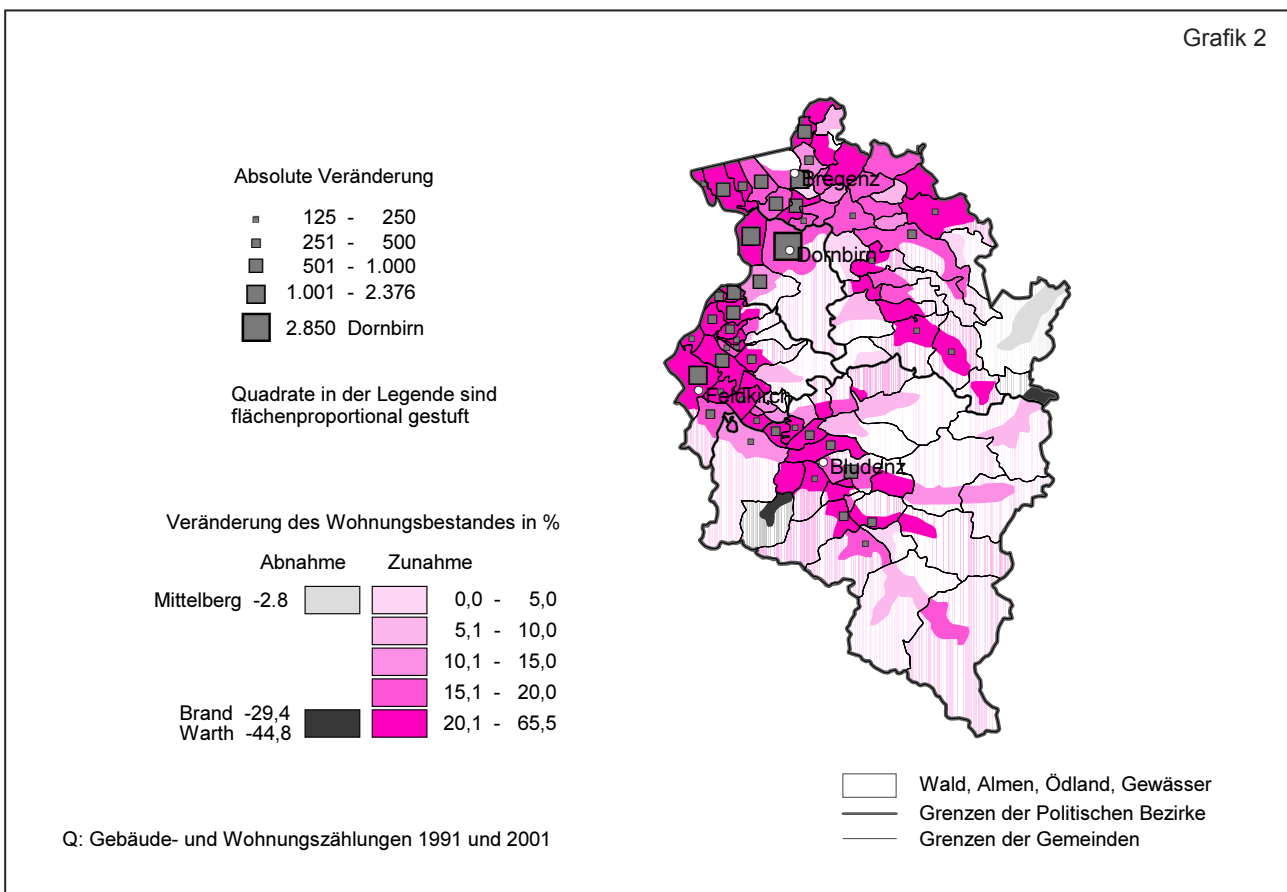 Grafik 2
Absolute Veränderung
125 - 250
251 - 500
501 - 1.000
1.001 - 2.376
2.850 Dornbirn
Quadrate in der Legende sind
flächenproportional gestuft
Veränderung des Wohnungsbestandes in %
Abnahme Zunahme
Mittelberg -2.8 0,0 - 5,0
5,1 - 10,0
10,1 - 15,0
15,1 - 20,0
Brand -29,4
Warth -44,8
20,1 - 65,5
Q: Gebäude- und Wohnungszählungen 1991 und 2001
Bregenz
Dornbirn
Feldkirch
Bludenz
Wald, Almen, Ödland, Gewässer
Grenzen der Politischen Bezirke
Grenzen der Gemeinden